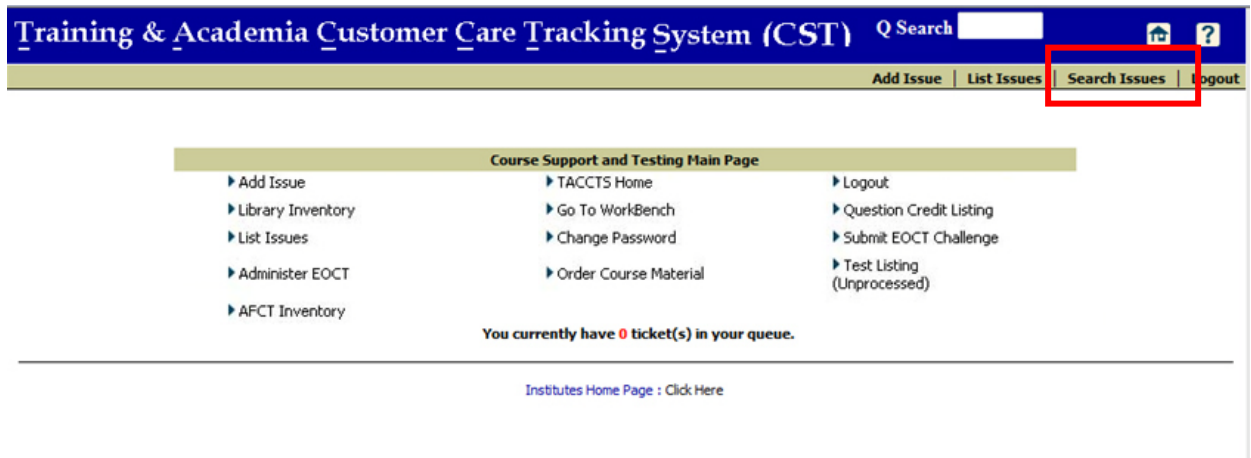 Training & Academia Customer Care Tracking System (CST) Q Search
Add Issue | List Issues | Search Issues | Logout
Course Support and Testing Main Page
Add Issue TACCTS Home Logout
Library Inventory Go To WorkBench Question Credit Listing
List Issues Change Password Submit EOCT Challenge
Administer EOCT Order Course Material Test Listing
(Unprocessed)
AFCT Inventory
You currently have 0 ticket(s) in your queue.
Institutes Home Page : Click Here